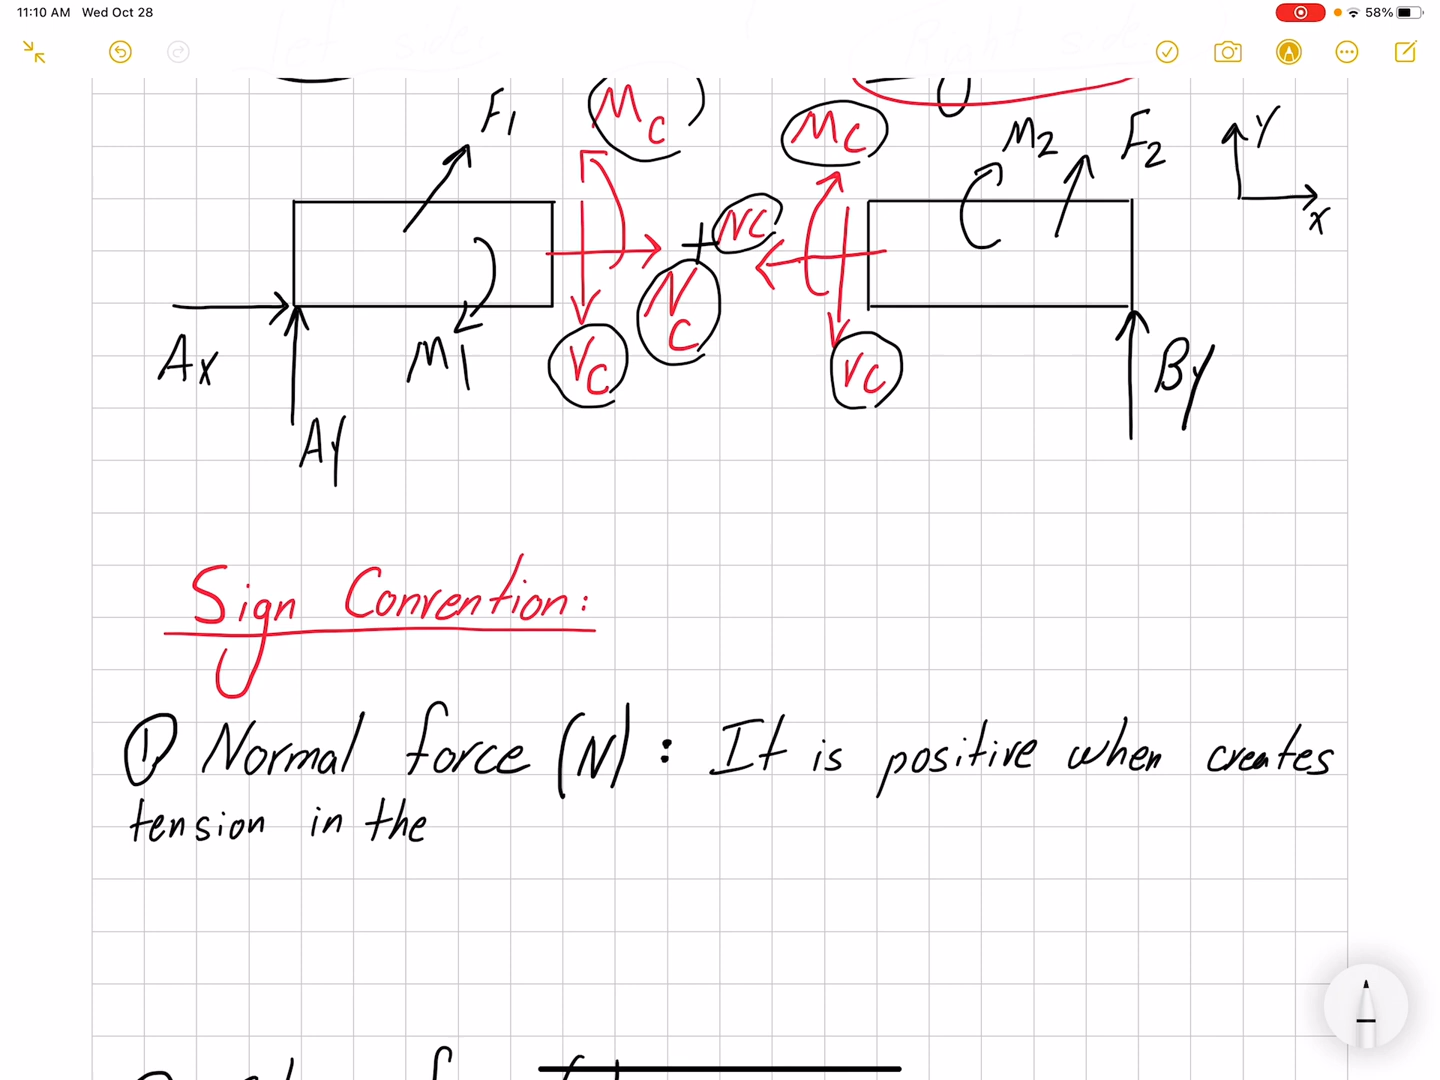 11:10 AM Wed Oct 28
58%
F1
Mc
Mc
M2
F2
Y
X
Nc
+
Nc
Ax
M1
Vc
Vc
By
Ay
Sign Convention:
① Normal force (N) : It is positive when creates
tension in the